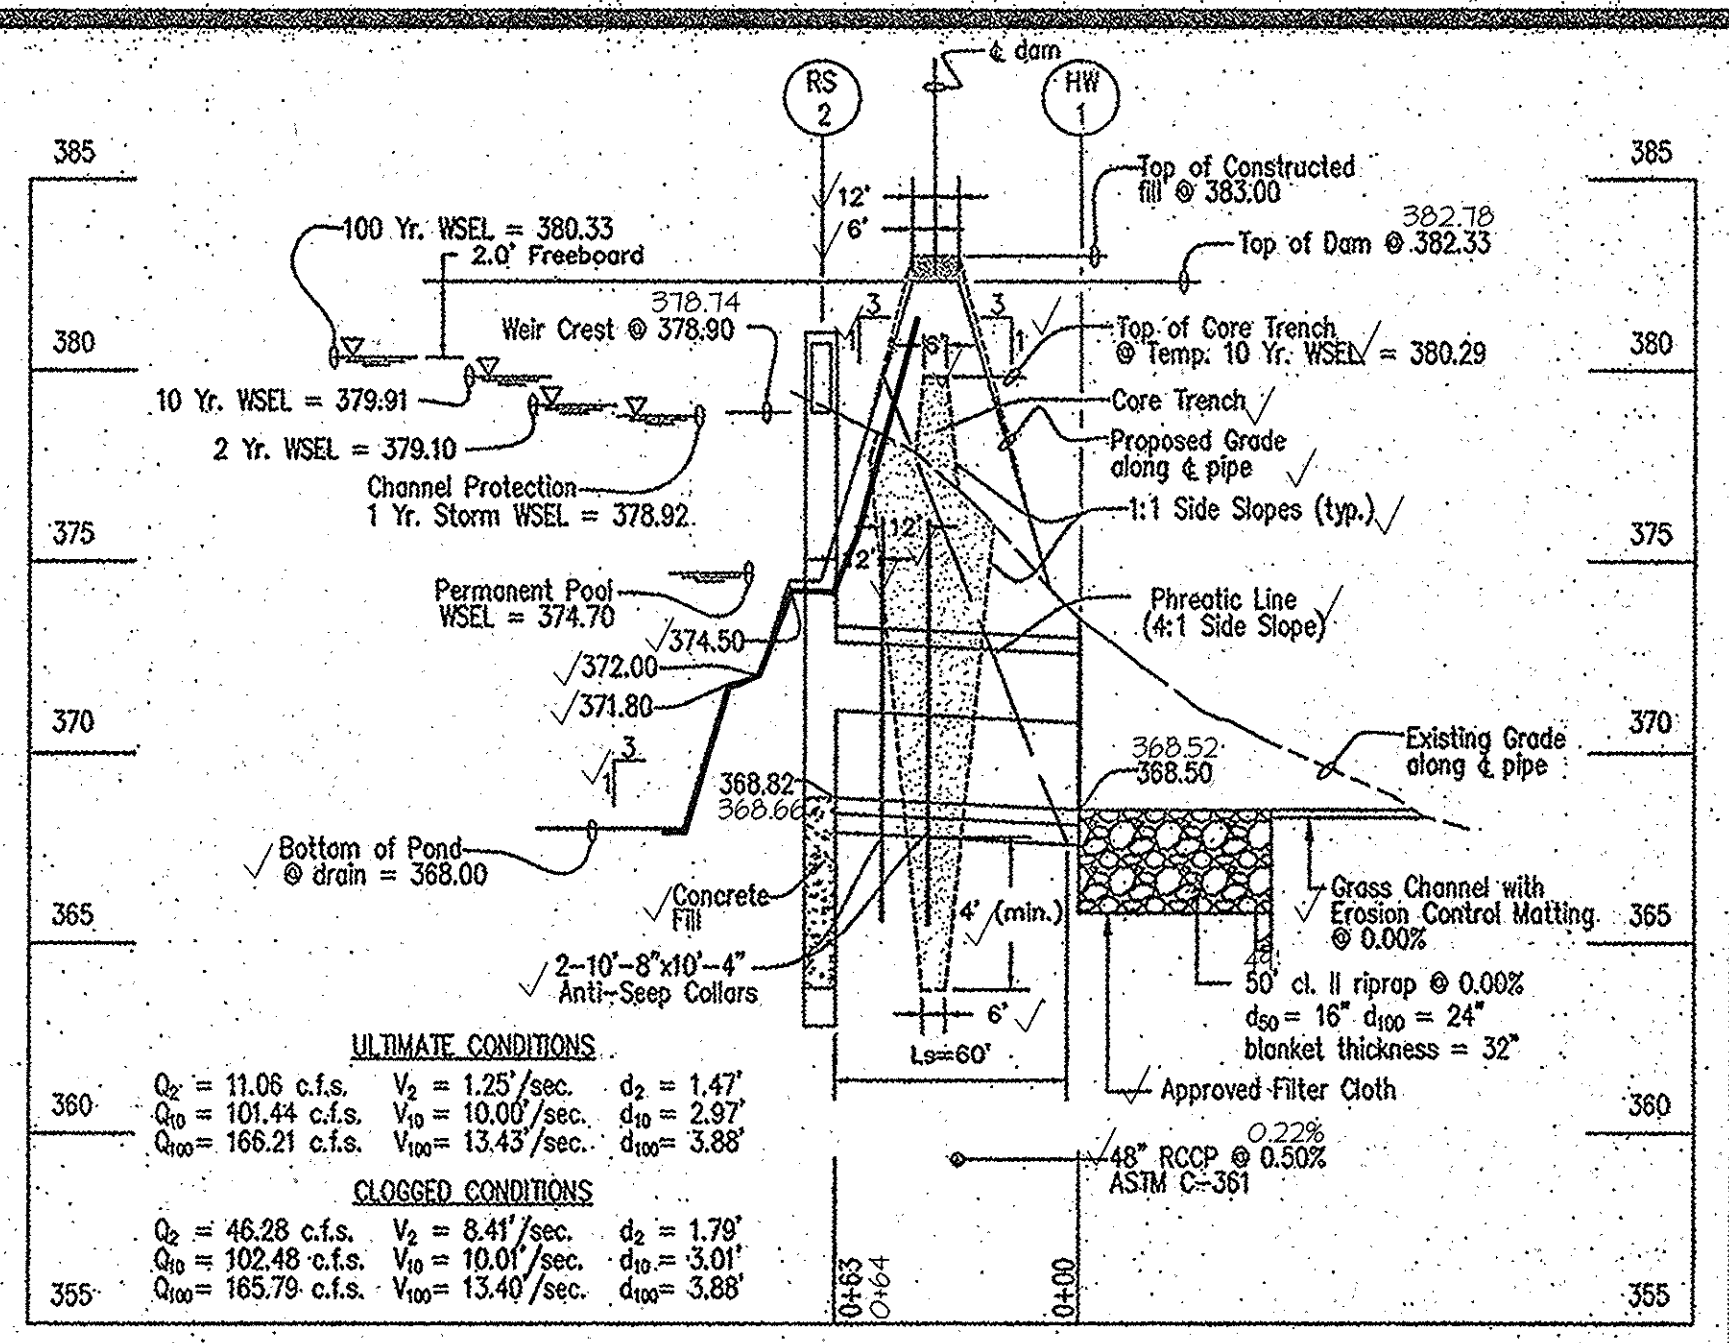 ℄ dam
RS
2
HW
1
385
385
Top of Constructed
fill @ 383.00
12'
6'
382.78
Top of Dam @ 382.33
100 Yr. WSEL = 380.33
2.0' Freeboard
378.74
Weir Crest @ 378.90
3
1
3
1
6'
Top of Core Trench
@ Temp. 10 Yr. WSEL = 380.29
380
380
10 Yr. WSEL = 379.91
Core Trench
2 Yr. WSEL = 379.10
Proposed Grade
along ℄ pipe
Channel Protection
1 Yr. Storm WSEL = 378.92
1:1 Side Slopes (typ.)
375
375
12'
12'
Permanent Pool
WSEL = 374.70
Phreatic Line
(4:1 Side Slope)
374.50
372.00
371.80
370
370
3
1
368.82
368.66
368.52
368.50
Existing Grade
along ℄ pipe
Bottom of Pond
@ drain = 368.00
Concrete
Fill
4' (min.)
Grass Channel with
Erosion Control Matting
@ 0.00%
365
365
2-10'-8"x10'-4"
Anti-Seep Collars
50' cl. II riprap @ 0.00%
d50 = 16" d100 = 24"
blanket thickness = 32"
6'
Ls=60'
Approved Filter Cloth
ULTIMATE CONDITIONS
Q2 = 11.06 c.f.s. V2 = 1.25'/sec. d2 = 1.47'
Q10 = 101.44 c.f.s. V10 = 10.00'/sec. d10 = 2.97'
Q100= 166.21 c.f.s. V100= 13.43'/sec. d100= 3.88'
360
360
0.22%
48" RCCP @ 0.50%
ASTM C-361
CLOGGED CONDITIONS
Q2 = 46.28 c.f.s. V2 = 8.41'/sec. d2 = 1.79'
Q10 = 102.48 c.f.s. V10 = 10.01'/sec. d10 = 3.01'
Q100= 165.79 c.f.s. V100= 13.40'/sec. d100= 3.88'
355
355
0+63
0+64
0+00